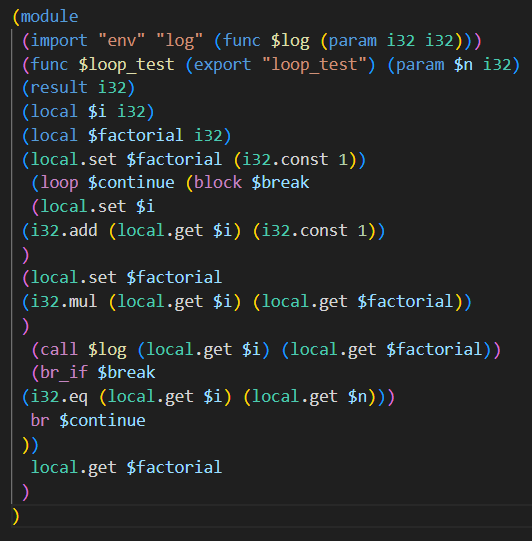 (module
(import "env" "log" (func $log (param i32 i32)))
(func $loop_test (export "loop_test") (param $n i32)
(result i32)
(local $i i32)
(local $factorial i32)
(local.set $factorial (i32.const 1))
(loop $continue (block $break
(local.set $i
(i32.add (local.get $i) (i32.const 1))
)
(local.set $factorial
(i32.mul (local.get $i) (local.get $factorial))
)
(call $log (local.get $i) (local.get $factorial))
(br_if $break
(i32.eq (local.get $i) (local.get $n)))
br $continue
))
local.get $factorial
)
)